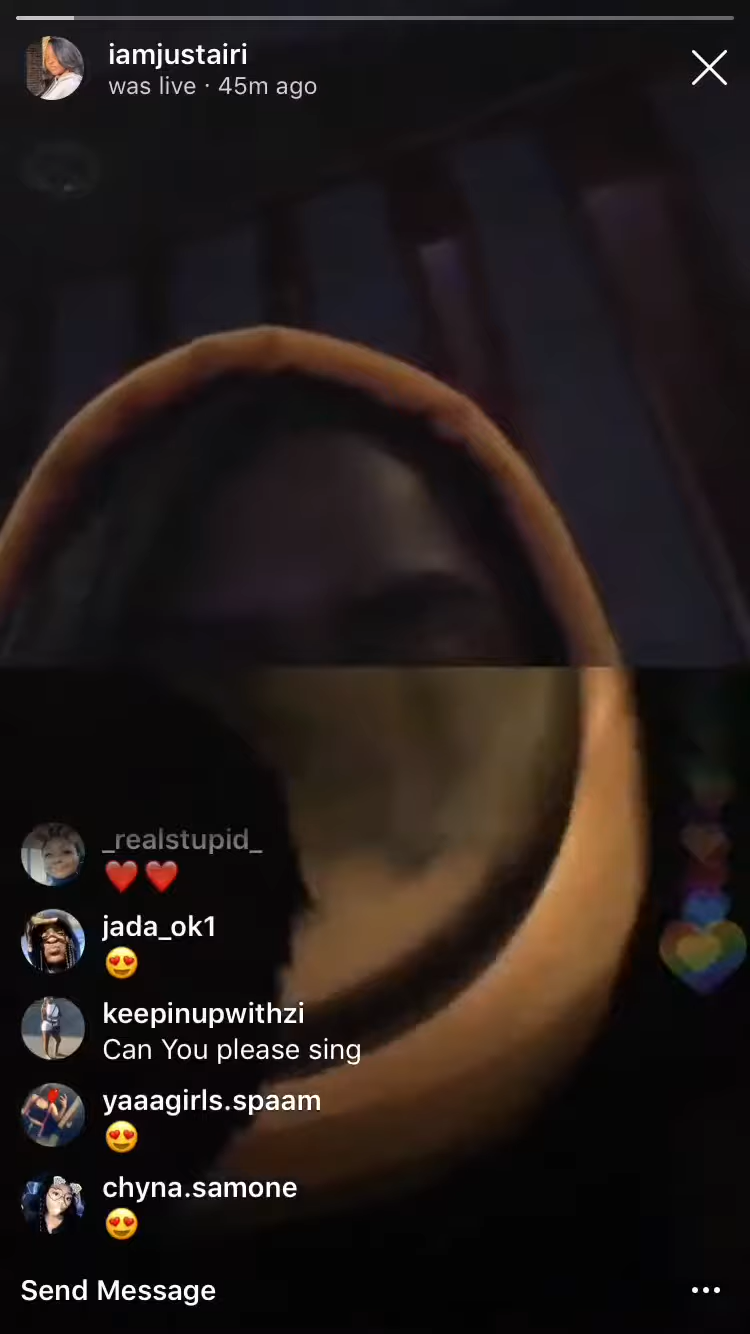 iamjustairi
was live · 45m ago
_realstupid_
❤️❤️
jada_ok1
😍
keepinupwithzi
Can You please sing
yaaagirls.spaam
😍
chyna.samone
😍
Send Message